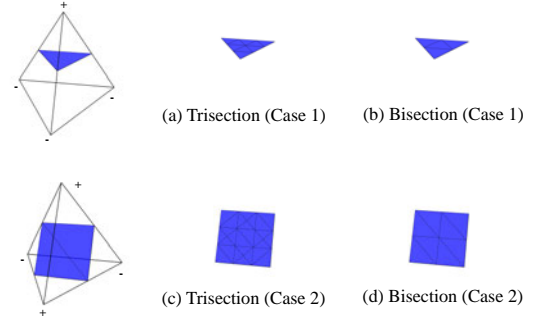 +
-
-
-
(a) Trisection (Case 1)
(b) Bisection (Case 1)
+
-
-
+
(c) Trisection (Case 2)
(d) Bisection (Case 2)